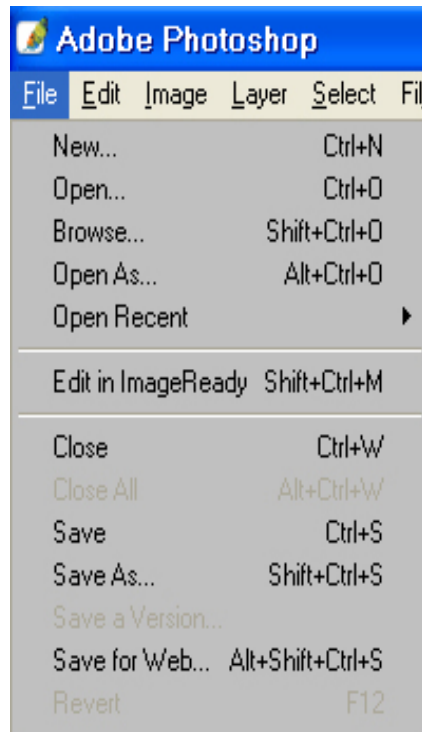 Adobe Photoshop
File Edit Image Layer Select Fil
New... Ctrl+N
Open... Ctrl+O
Browse... Shift+Ctrl+O
Open As... Alt+Ctrl+O
Open Recent
Edit in ImageReady Shift+Ctrl+M
Close Ctrl+W
Close All Alt+Ctrl+W
Save Ctrl+S
Save As... Shift+Ctrl+S
Save a Version...
Save for Web... Alt+Shift+Ctrl+S
Revert F12